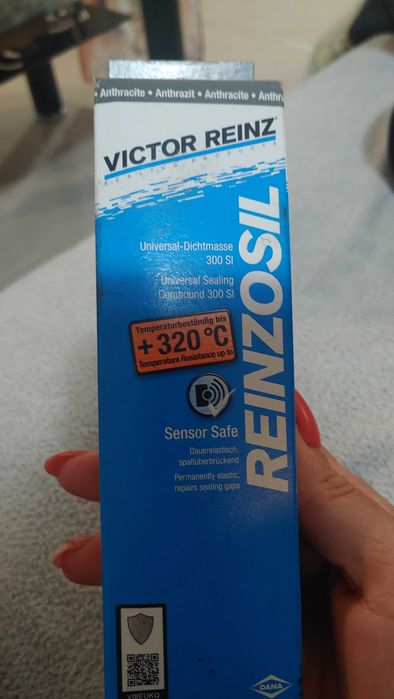 Anthracite • Anthrazit • Anthracite • Anthr
VICTOR REINZ
SEALING PRODUCTS
Universal-Dichtmasse
300 SI
Universal Sealing
Compound 300 SI
REINZOSIL
Temperaturbeständig bis
+ 320 °C
Temperature Resistance up to
Sensor Safe
Dauerelastisch,
spaltüberbrückend
Permanently elastic,
repairs sealing gaps
V18EUKQ
DANA